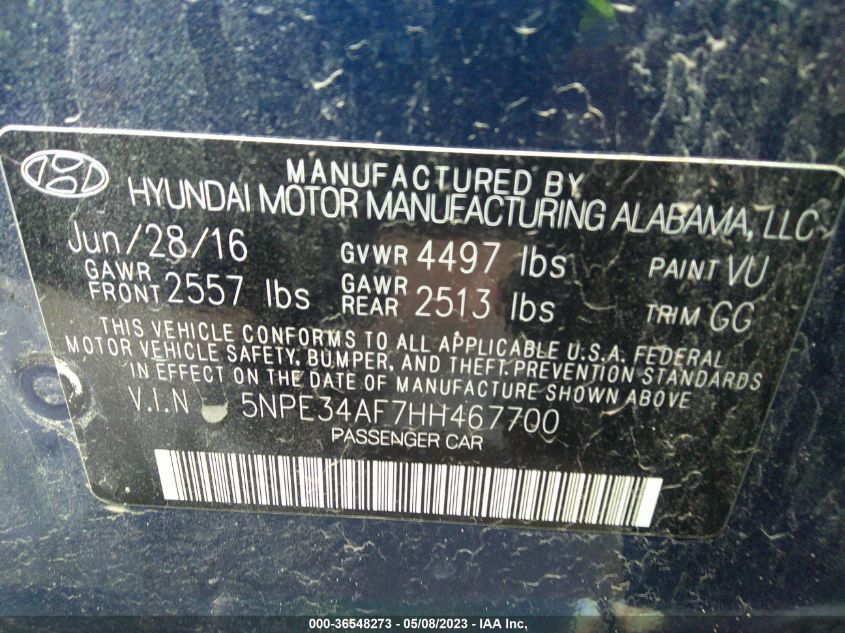 MANUFACTURED BY
HYUNDAI MOTOR MANUFACTURING ALABAMA, LLC
Jun/28/16 GVWR 4497 lbs PAINT VU
GAWR FRONT 2557 lbs GAWR REAR 2513 lbs TRIM GG
THIS VEHICLE CONFORMS TO ALL APPLICABLE U.S.A. FEDERAL
MOTOR VEHICLE SAFETY, BUMPER, AND THEFT PREVENTION STANDARDS
IN EFFECT ON THE DATE OF MANUFACTURE SHOWN ABOVE
V.I.N 5NPE34AF7HH467700
PASSENGER CAR
000-36548273 - 05/08/2023 - IAA Inc.